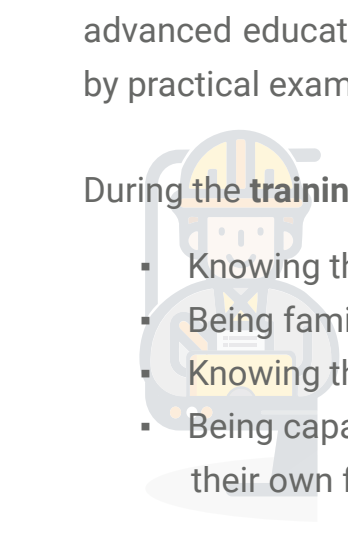 advanced educat
by practical exam
During the trainin
▪ Knowing th
▪ Being fami
▪ Knowing th
▪ Being capa
their own f